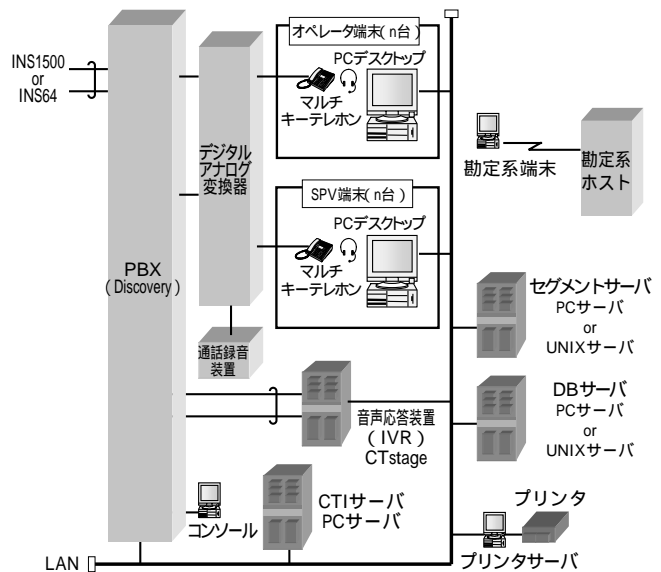 INS1500
or
INS64
PBX
(Discovery)
デジタル
アナログ
変換器
通話録音
装置
オペレータ端末(n台)
PCデスクトップ
マルチ
キーテレホン
SPV端末(n台)
PCデスクトップ
マルチ
キーテレホン
勘定系端末
勘定系
ホスト
セグメントサーバ
PCサーバ
or
UNIXサーバ
DBサーバ
PCサーバ
or
UNIXサーバ
音声応答装置
(IVR)
CTstage
コンソール
CTIサーバ
PCサーバ
プリンタ
プリンタサーバ
LAN